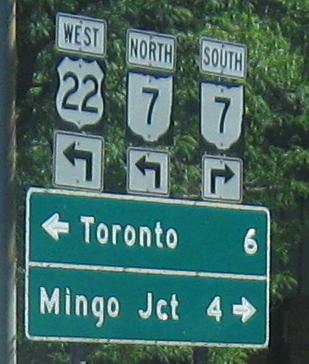 WEST NORTH SOUTH
22 7 7
Toronto 6
Mingo Jct 4